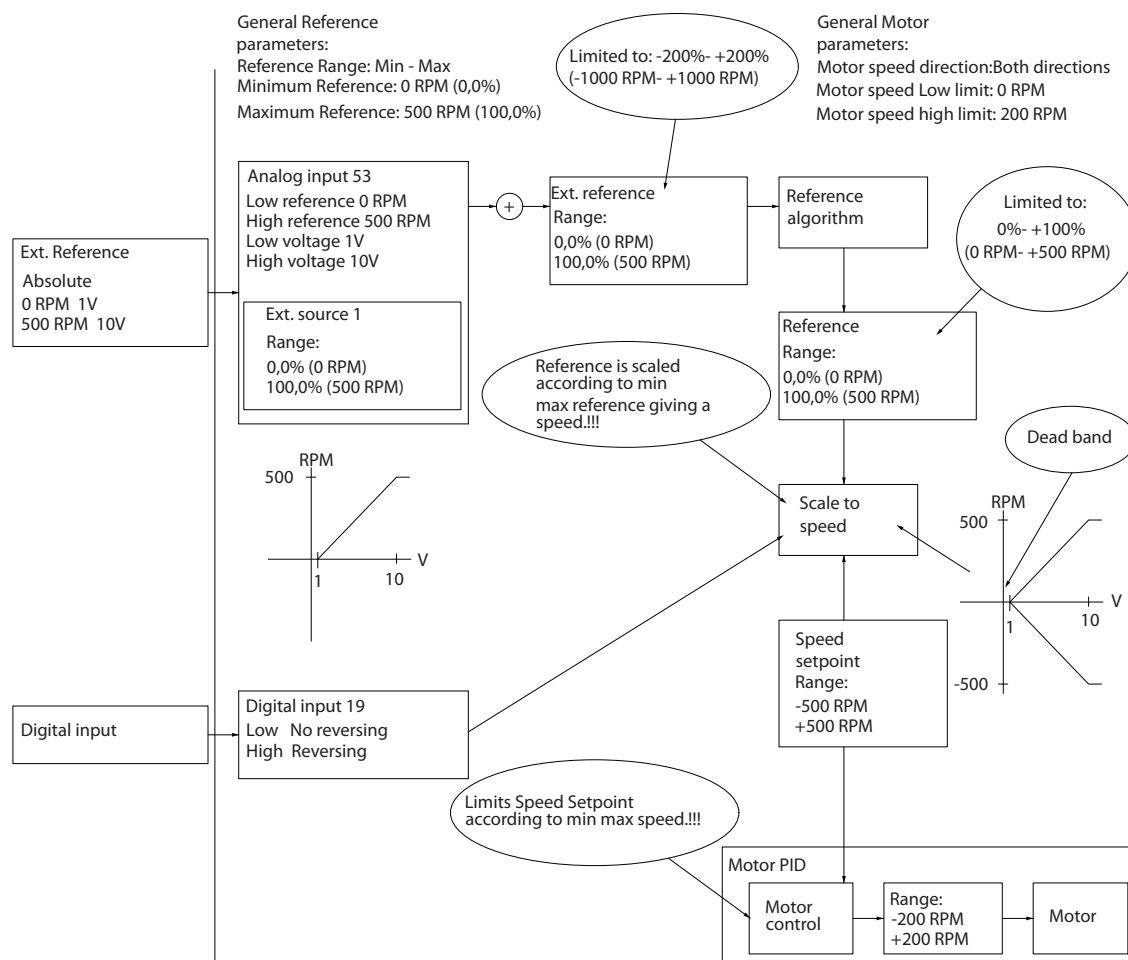 General Reference
parameters:
Reference Range: Min - Max
Minimum Reference: 0 RPM (0,0%)
Maximum Reference: 500 RPM (100,0%)
Limited to: -200%- +200%
(-1000 RPM- +1000 RPM)
General Motor
parameters:
Motor speed direction:Both directions
Motor speed Low limit: 0 RPM
Motor speed high limit: 200 RPM
Ext. Reference
Absolute
0 RPM 1V
500 RPM 10V
Analog input 53
Low reference 0 RPM
High reference 500 RPM
Low voltage 1V
High voltage 10V
Ext. source 1
Range:
0,0% (0 RPM)
100,0% (500 RPM)
+
Ext. reference
Range:
0,0% (0 RPM)
100,0% (500 RPM)
Reference
algorithm
Limited to:
0%- +100%
(0 RPM- +500 RPM)
Reference
Range:
0,0% (0 RPM)
100,0% (500 RPM)
Reference is scaled
according to min
max reference giving a
speed.!!!
RPM
500
1
10
V
Scale to
speed
Dead band
RPM
500
1
10
V
-500
Speed
setpoint
Range:
-500 RPM
+500 RPM
Digital input
Digital input 19
Low No reversing
High Reversing
Limits Speed Setpoint
according to min max speed.!!!
Motor PID
Motor
control
Range:
-200 RPM
+200 RPM
Motor